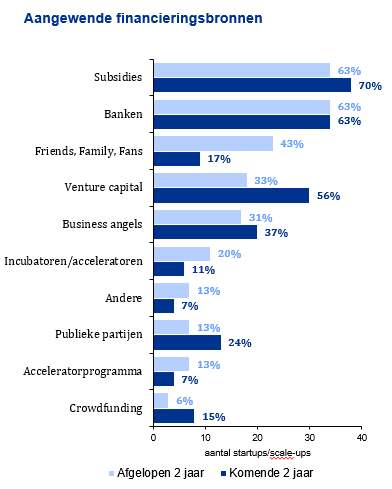 Aangewende financieringsbronnen
Subsidies 63%
70%
Banken 63%
63%
Friends, Family, Fans 43%
17%
Venture capital 33%
56%
Business angels 31%
37%
Incubatoren/acceleratoren 20%
11%
Andere 13%
7%
Publieke partijen 13%
24%
Acceleratorprogramma 13%
7%
Crowdfunding 6%
15%
0 10 20 30 40
aantal startups/scale-ups
Afgelopen 2 jaar Komende 2 jaar